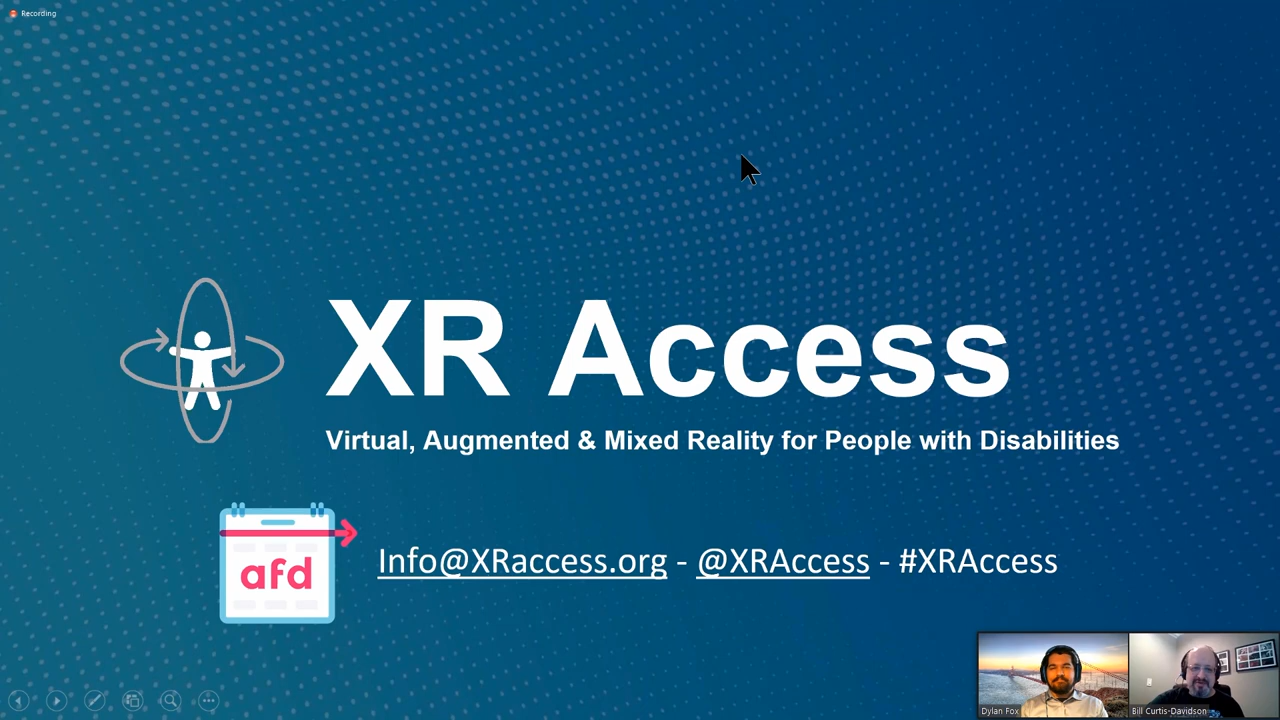 Recording
XR Access
Virtual, Augmented & Mixed Reality for People with Disabilities
afd
Info@XRaccess.org - @XRAccess - #XRAccess
Dylan Fox
Bill Curtis-Davidson